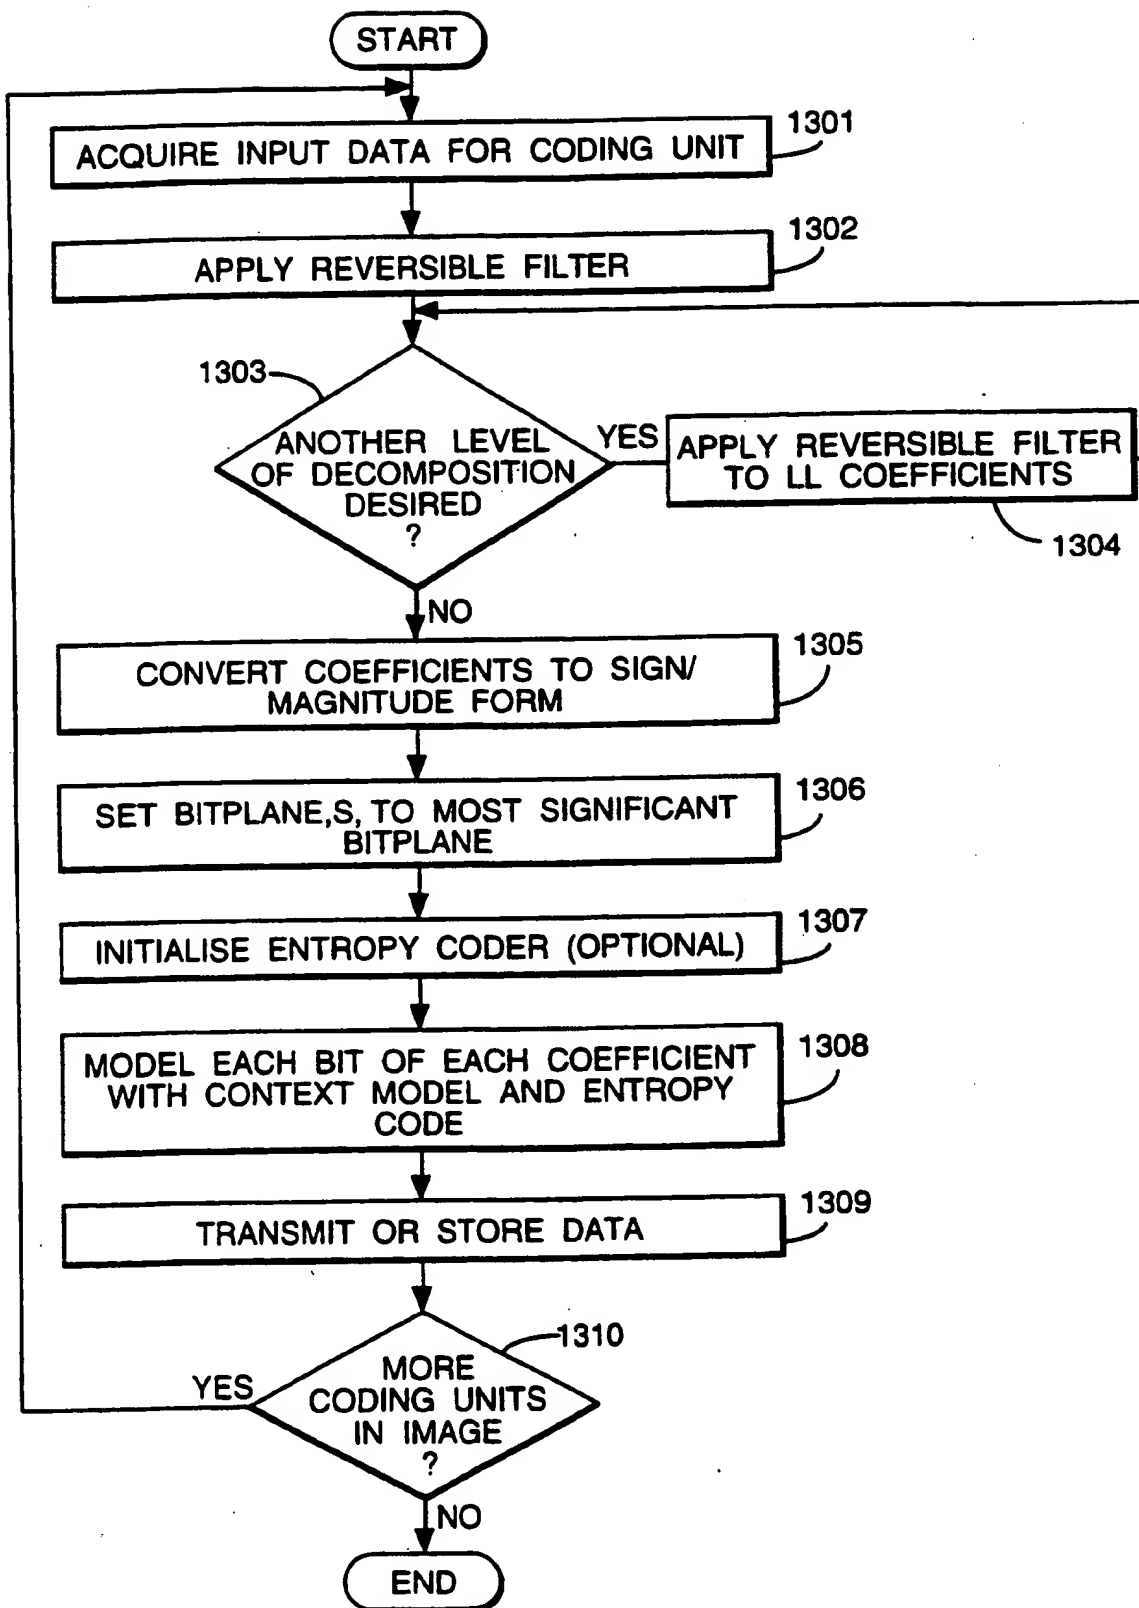 START
1301
ACQUIRE INPUT DATA FOR CODING UNIT
1302
APPLY REVERSIBLE FILTER
1303
ANOTHER LEVEL
OF DECOMPOSITION
DESIRED
?
YES
APPLY REVERSIBLE FILTER
TO LL COEFFICIENTS
1304
NO
1305
CONVERT COEFFICIENTS TO SIGN/
MAGNITUDE FORM
1306
SET BITPLANE,S, TO MOST SIGNIFICANT
BITPLANE
1307
INITIALISE ENTROPY CODER (OPTIONAL)
1308
MODEL EACH BIT OF EACH COEFFICIENT
WITH CONTEXT MODEL AND ENTROPY
CODE
1309
TRANSMIT OR STORE DATA
1310
YES
MORE
CODING UNITS
IN IMAGE
?
NO
END